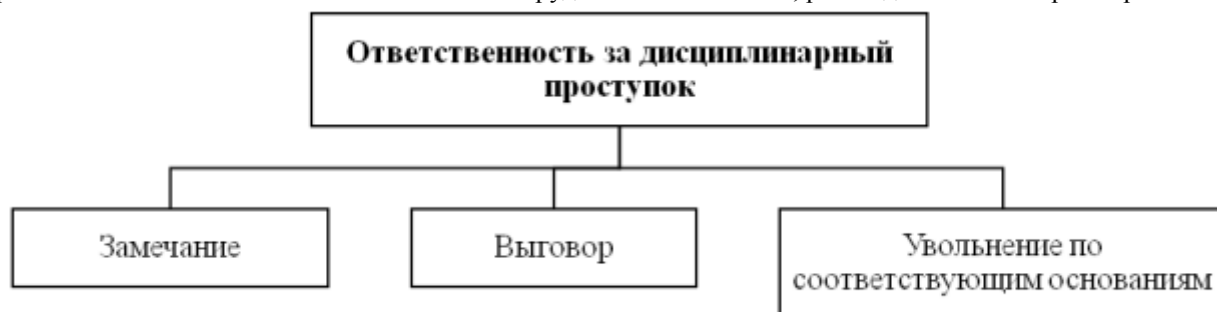 Ответственность за дисциплинарный
проступок
Замечание
Выговор
Увольнение по
соответствующим основаниям